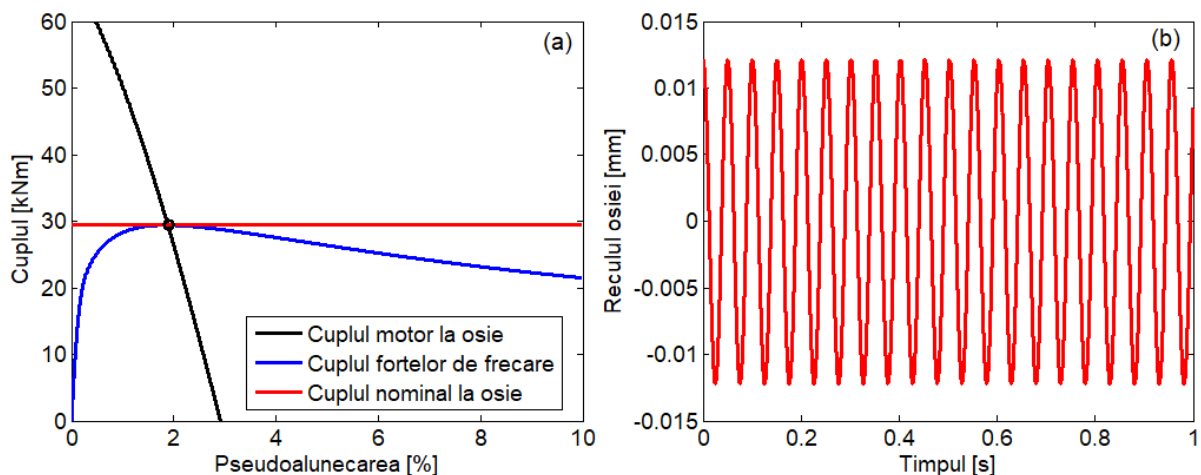 (a)
60
50
40
30
20
10
0
Cuplul [kNm]
Cuplul motor la osie
Cuplul fortelor de frecare
Cuplul nominal la osie
0 2 4 6 8 10
Pseudoalunecarea [%]
(b)
0.015
0.01
0.005
0
-0.005
-0.01
-0.015
Reculul osiei [mm]
0 0.2 0.4 0.6 0.8 1
Timpul [s]